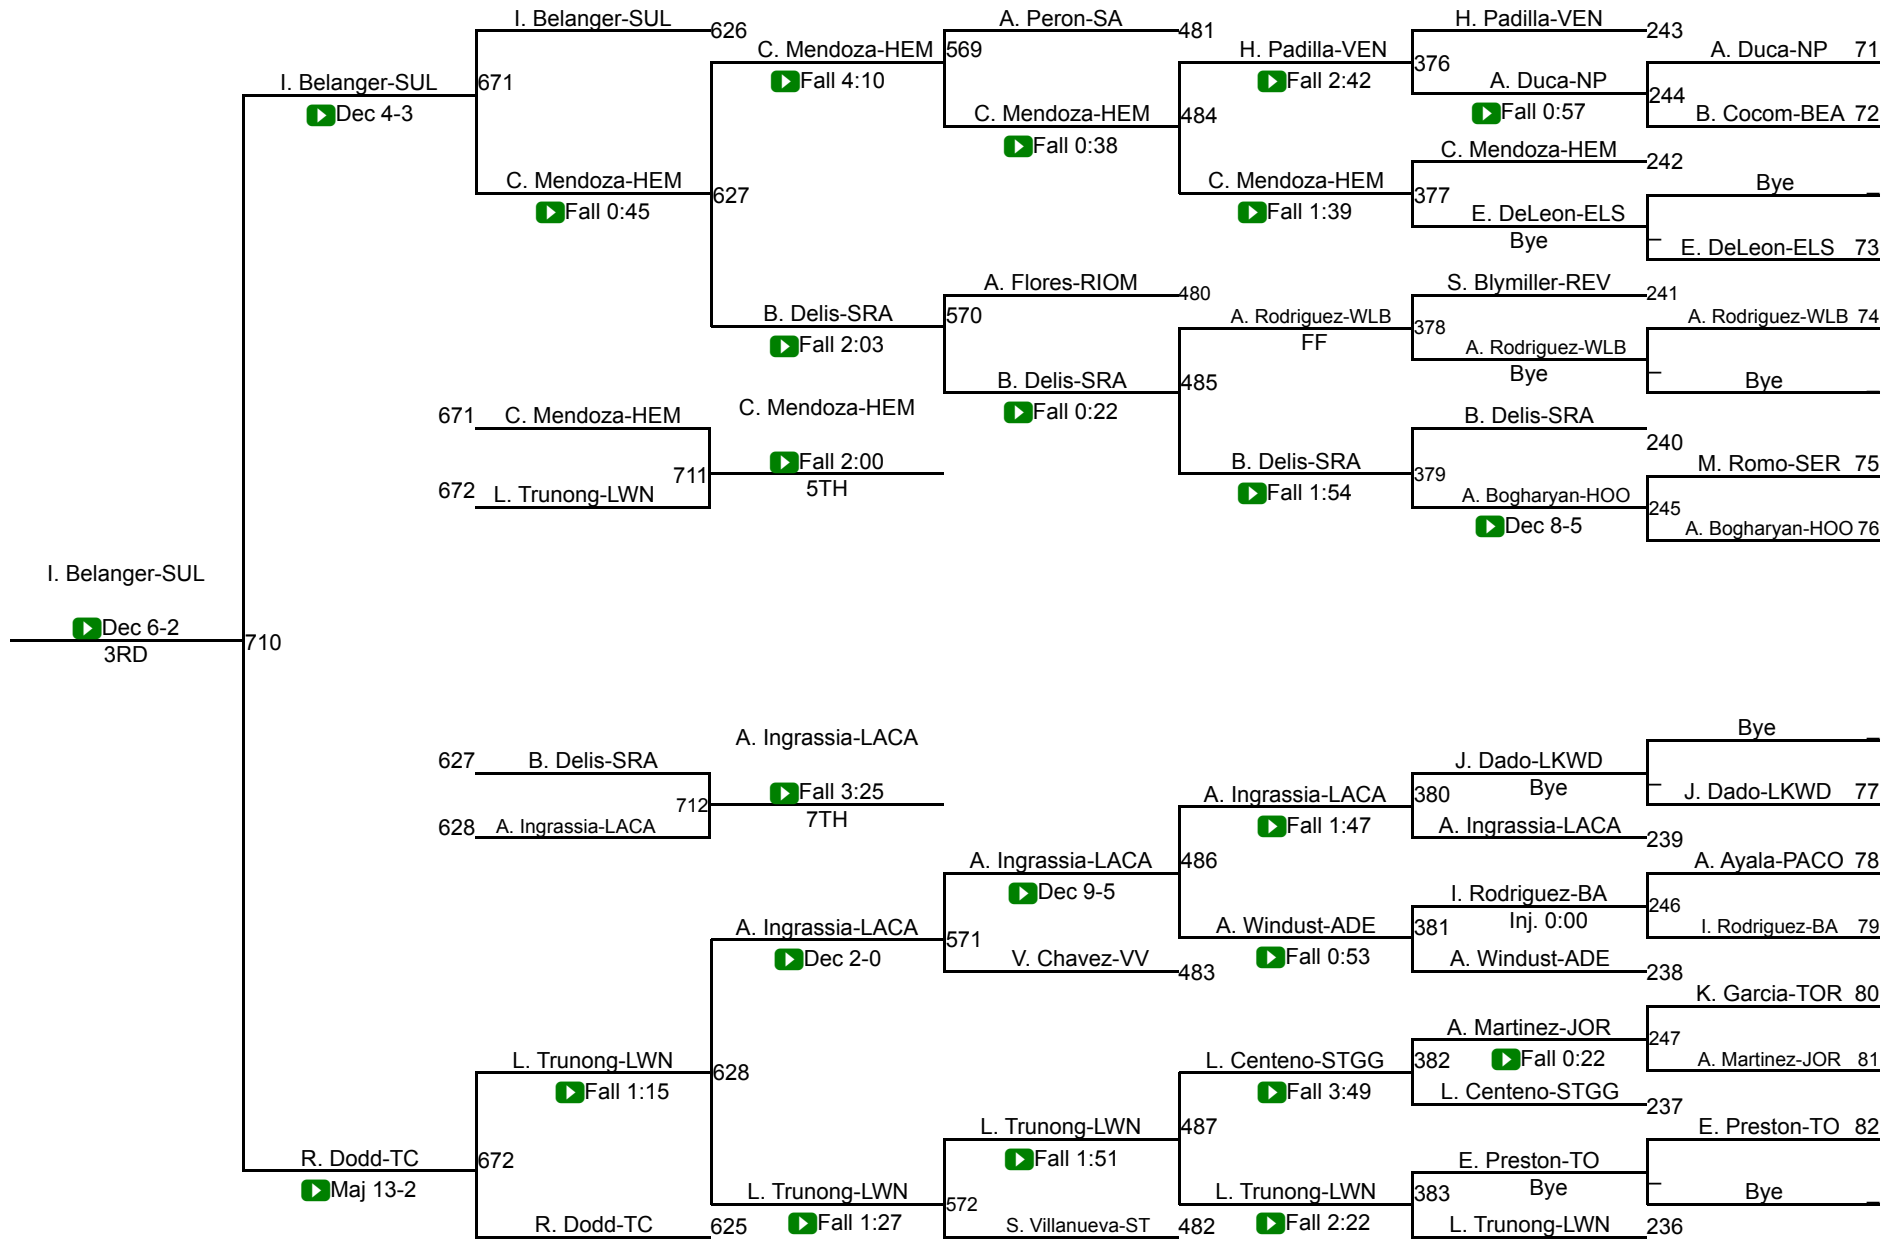 I. Belanger-SUL
626
A. Peron-SA
481
H. Padilla-VEN
243
C. Mendoza-HEM
569
H. Padilla-VEN
376
A. Duca-NP 71
I. Belanger-SUL
671
Fall 4:10
Fall 2:42
A. Duca-NP
244
Dec 4-3
C. Mendoza-HEM
484
Fall 0:57
B. Cocom-BEA 72
Fall 0:38
C. Mendoza-HEM
242
C. Mendoza-HEM
627
C. Mendoza-HEM
377
Bye
Fall 0:45
Fall 1:39
E. DeLeon-ELS
Bye
E. DeLeon-ELS 73
A. Flores-RIOM
480
S. Blymiller-REV
241
B. Delis-SRA
570
A. Rodriguez-WLB
378
A. Rodriguez-WLB 74
Fall 2:03
FF
A. Rodriguez-WLB
B. Delis-SRA
485
Bye
Bye
671 C. Mendoza-HEM
C. Mendoza-HEM
Fall 0:22
B. Delis-SRA
240
711
Fall 2:00
B. Delis-SRA
379
M. Romo-SER 75
672 L. Trunong-LWN
5TH
Fall 1:54
A. Bogharyan-HOO
245
Dec 8-5
A. Bogharyan-HOO 76
I. Belanger-SUL
Dec 6-2
710
3RD
A. Ingrassia-LACA
Bye
627 B. Delis-SRA
J. Dado-LKWD
712
Fall 3:25
A. Ingrassia-LACA
380
Bye
J. Dado-LKWD 77
628 A. Ingrassia-LACA
7TH
Fall 1:47
A. Ingrassia-LACA
239
A. Ingrassia-LACA
486
A. Ayala-PACO 78
Dec 9-5
I. Rodriguez-BA
246
A. Ingrassia-LACA
571
A. Windust-ADE
381
Inj. 0:00
I. Rodriguez-BA 79
Dec 2-0
V. Chavez-VV
483
Fall 0:53
A. Windust-ADE
238
K. Garcia-TOR 80
A. Martinez-JOR
247
L. Trunong-LWN
628
L. Centeno-STGG
382
Fall 0:22
A. Martinez-JOR 81
Fall 1:15
Fall 3:49
L. Centeno-STGG
237
L. Trunong-LWN
487
E. Preston-TO 82
R. Dodd-TC
672
Fall 1:51
E. Preston-TO
Maj 13-2
L. Trunong-LWN
572
L. Trunong-LWN
383
Bye
Bye
R. Dodd-TC
625
Fall 1:27
S. Villanueva-ST
482
Fall 2:22
L. Trunong-LWN
236